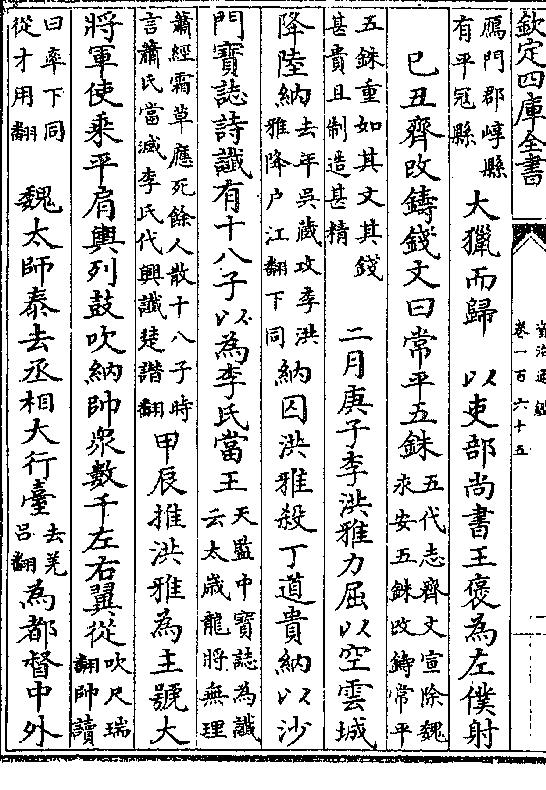 欽定四庫全書
資治通鑑
卷一百六十五
一
鴈門郡崞縣
有平冠縣
大獵而歸　以吏部尚書王襃為左僕射
巳丑齊改鑄錢文曰常平五銖
五代志齊文宣除魏
永安五銖改鑄常平
五銖重如其文其錢
甚貴且制造甚精
二月庚子李洪雅力屈以空雲城
降陸納
去年吳藏攻李洪
雅降户江翻下同
納囚洪雅殺丁道貴納以沙
門寶誌詩讖有十八子以為李氏當王
天監中寶誌為讖
云太歳龍將無理
蕭經霜草應死餘人散十八子時
言蕭氏當滅李氏代興讖楚譖翻
甲辰推洪雅為主號大
將軍使乘平肩輿列鼓吹納帥衆數千左右翼從
吹尺瑞
翻帥讀
曰率下同
從才用翻
魏太師泰去丞相大行臺
去羌
吕翻
為都督中外